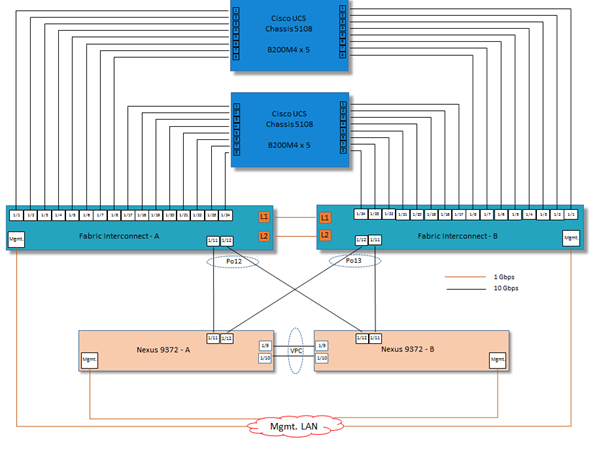 Cisco UCS
Chassis 5108
B200M4 x 5
Cisco UCS
Chassis 5108
B200M4 x 5
1/1 1/2 1/3 1/4 1/5 1/6 1/7 1/8 1/17 1/18 1/19 1/20 1/21 1/22 1/23 1/24
L1
L1
1/24 1/23 1/22 1/21 1/20 1/19 1/18 1/17 1/8 1/7 1/6 1/5 1/4 1/3 1/2 1/1
Mgmt.
Fabric Interconnect - A
1/11 1/12
L2
L2
1/12 1/11
Fabric Interconnect - B
Mgmt.
Po12
Po13
1 Gbps
10 Gbps
1/11 1/12
1/12 1/11
Mgmt.
Nexus 9372 - A
1/9
1/10
VPC
1/9
1/10
Nexus 9372 - B
Mgmt.
Mgmt. LAN